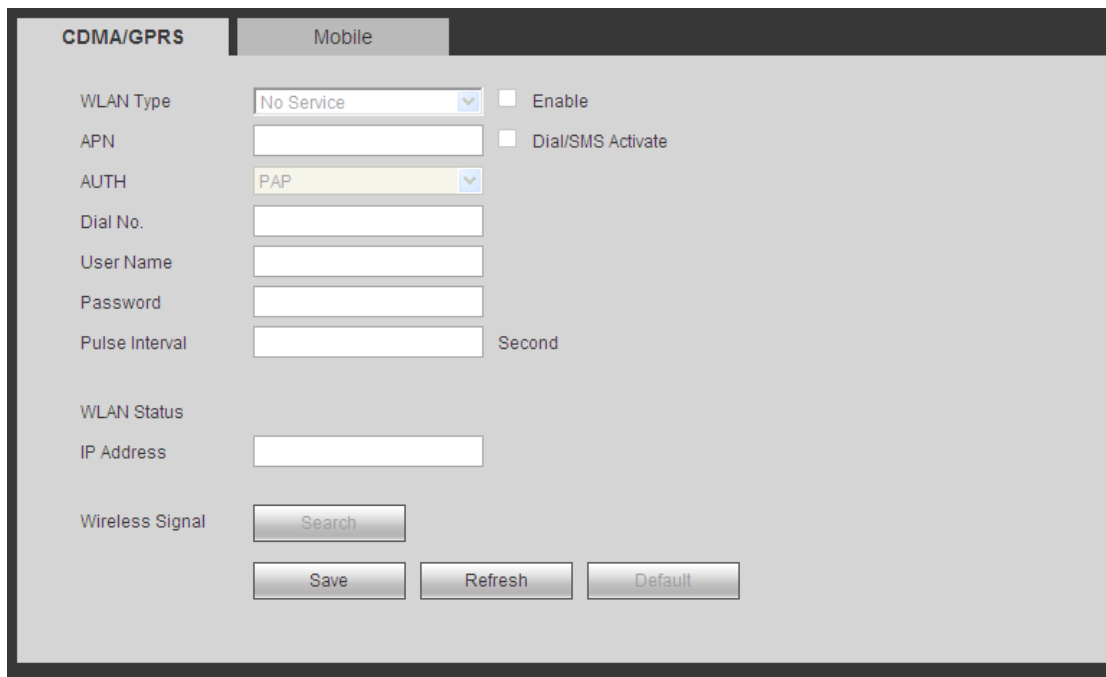 CDMA/GPRS Mobile
WLAN Type No Service Enable
APN Dial/SMS Activate
AUTH PAP
Dial No.
User Name
Password
Pulse Interval Second
WLAN Status
IP Address
Wireless Signal Search
Save Refresh Default